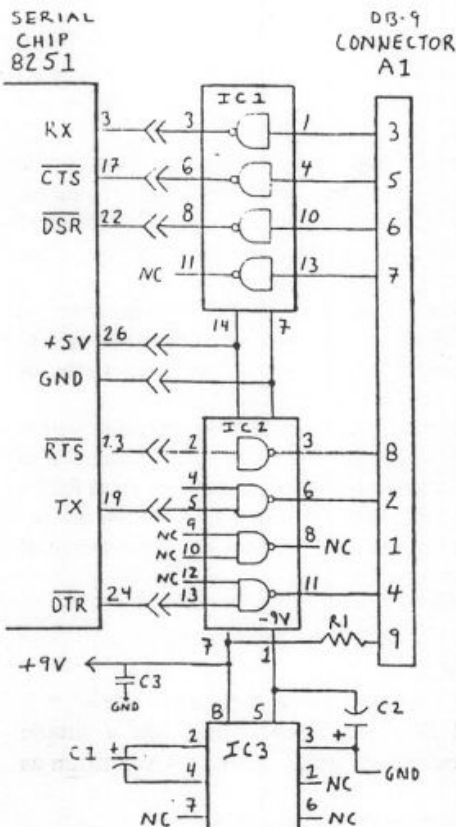 SERIAL CHIP 8251
DB-9 CONNECTOR A1
IC1
RX 3 3 1 3
CTS 17 6 4 5
DSR 22 8 10 6
NC 11 13 7
14 7
+5V 26
GND
IC2
RTS 23 2 3 8
4
TX 19 5 6 2
NC 9
NC 10 8 NC 1
NC 12
DTR 24 13 11 4
-9V
7 1 R1 9
+9V
C3
GND
8 5
C2
C1 + 2 IC3 3 +
4 GND
1 NC
NC 7 6 NC